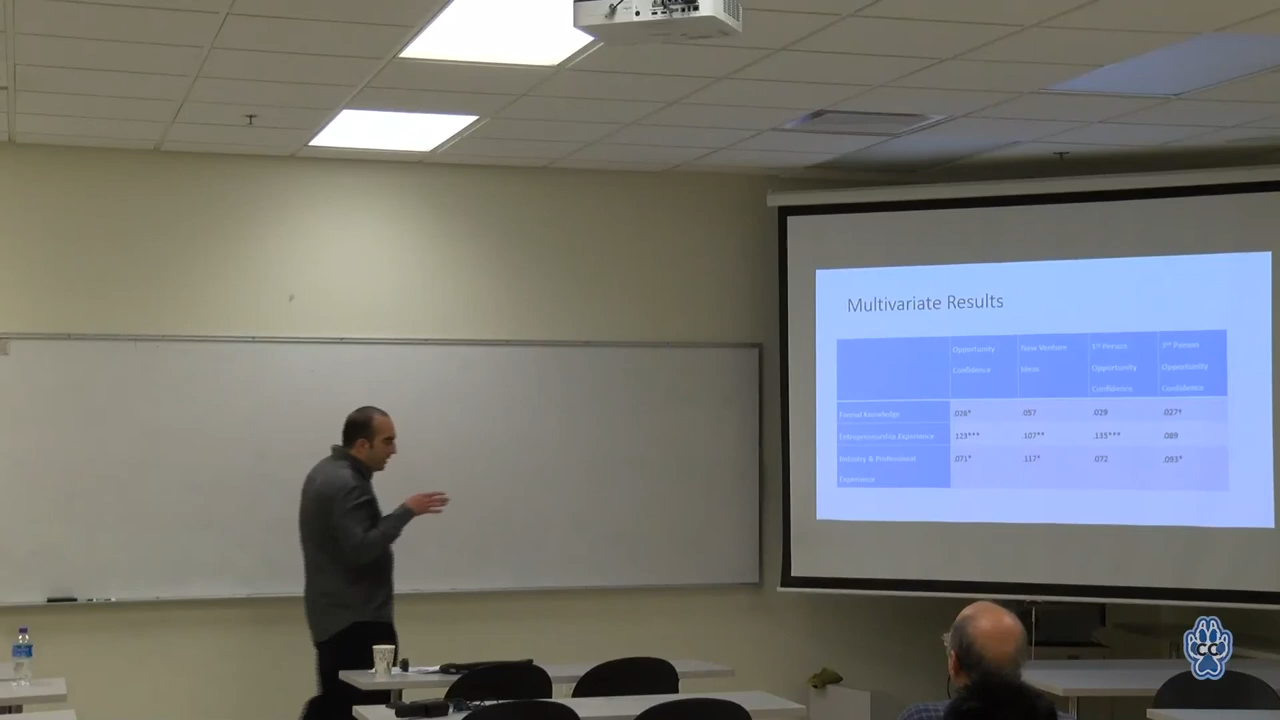 Multivariate Results
Opportunity Confidence
New Venture Ideas
1st Person Opportunity Confidence
3rd Person Opportunity Confidence
Formal Knowledge .028* .057 .029 .027†
Entrepreneurship Experience .123*** .107** .135*** .089
Industry & Professional Experience .071* .117* .072 .093*
CC